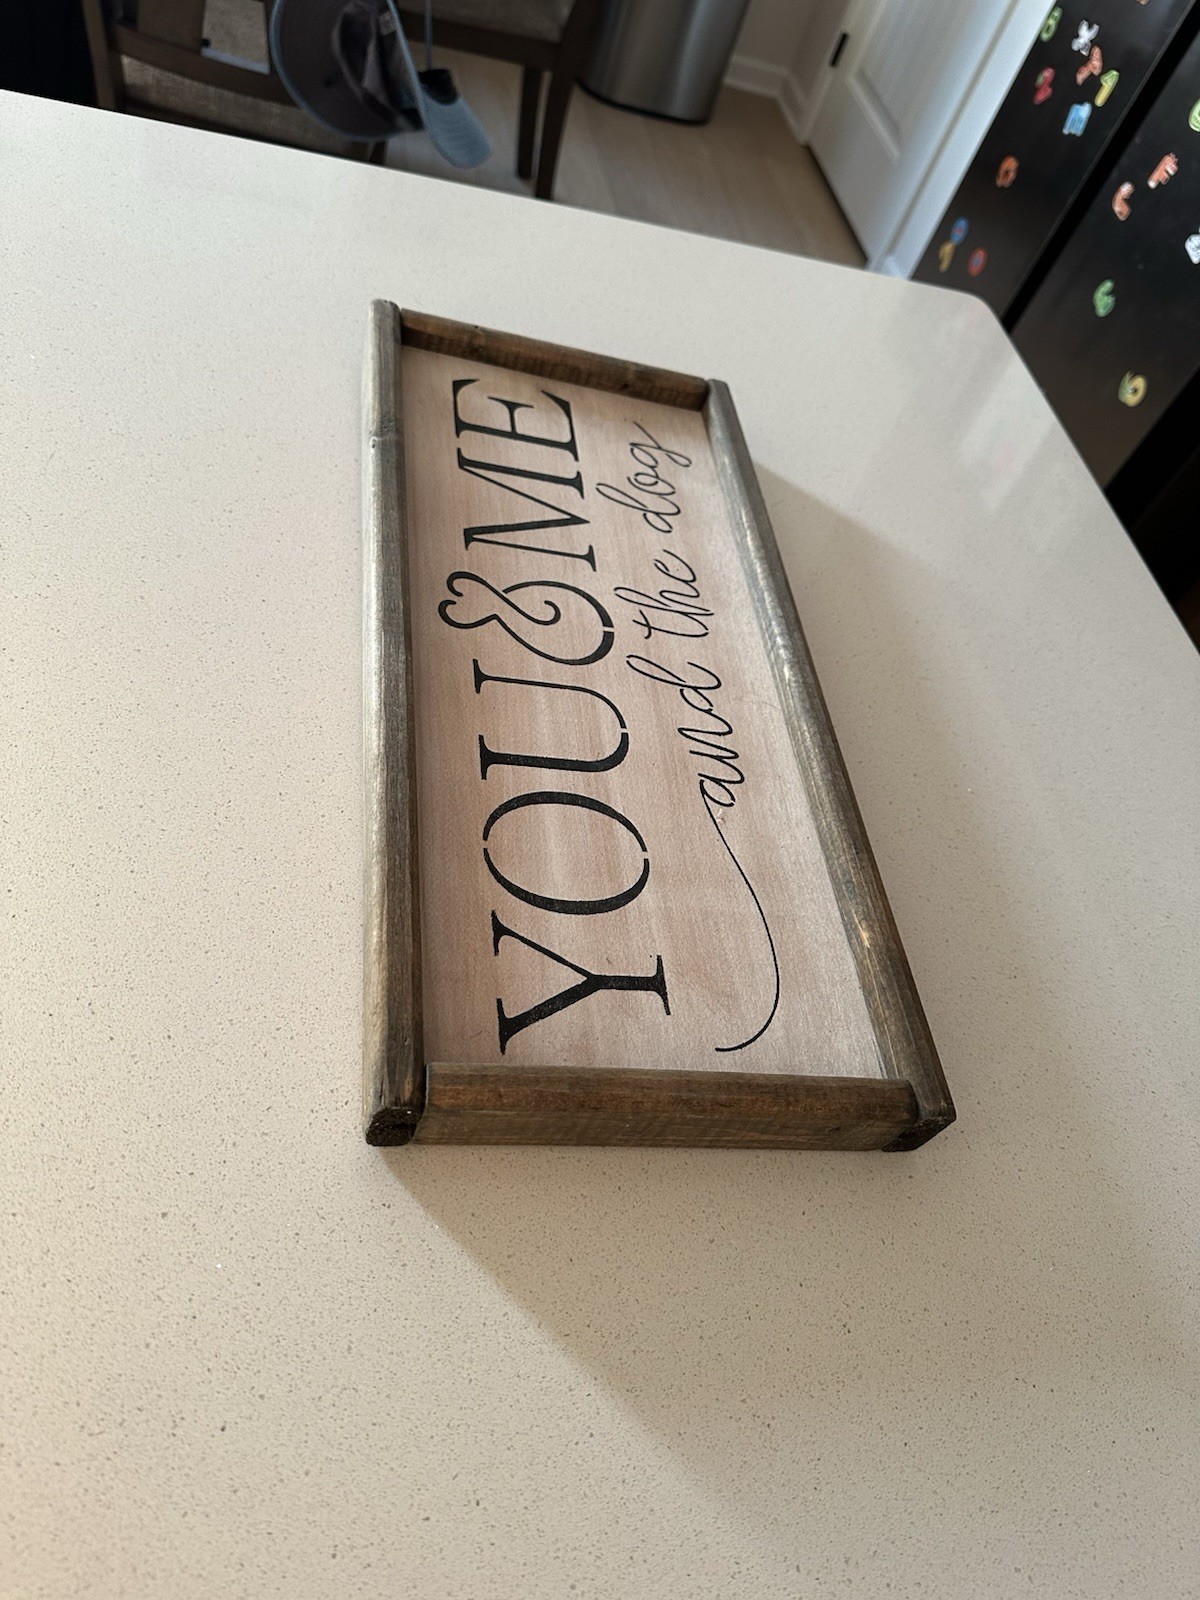 YOU & ME
and the dog